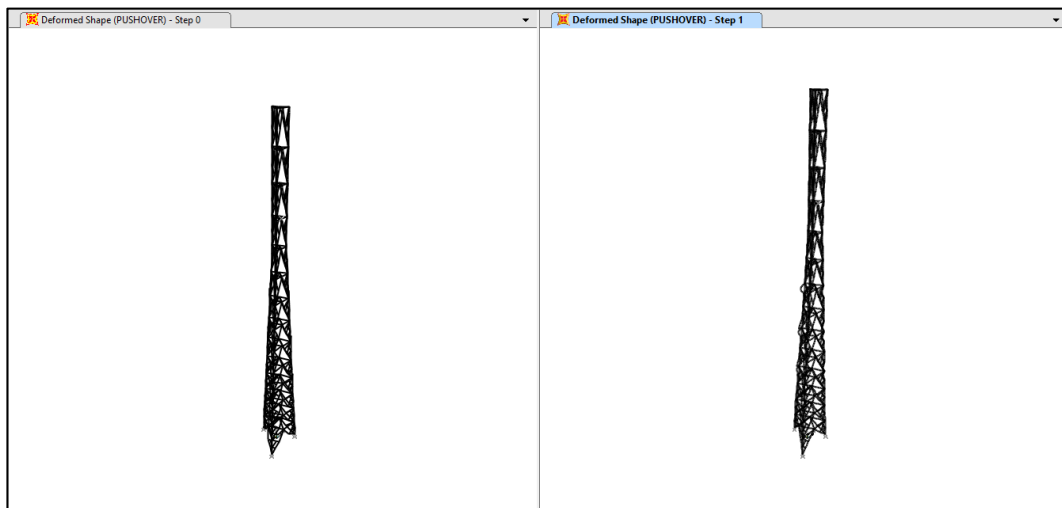 Deformed Shape (PUSHOVER) - Step 0
Deformed Shape (PUSHOVER) - Step 1